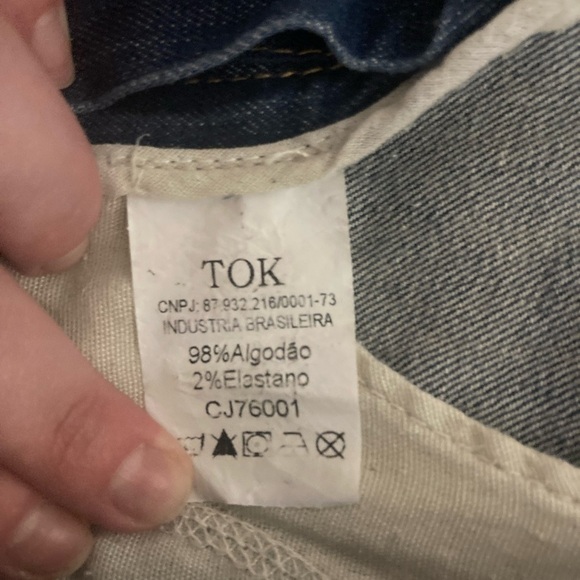 TOK
CNPJ: 87.932.216/0001-73
INDUSTRIA BRASILEIRA
98%Algodão
2%Elastano
CJ76001